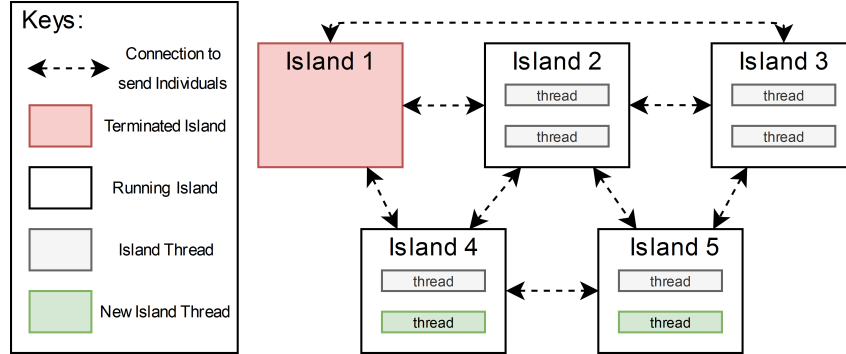 Keys:
Connection to
send Individuals
Terminated Island
Running Island
Island Thread
New Island Thread
Island 1
Island 2
thread
thread
Island 3
thread
thread
Island 4
thread
thread
Island 5
thread
thread